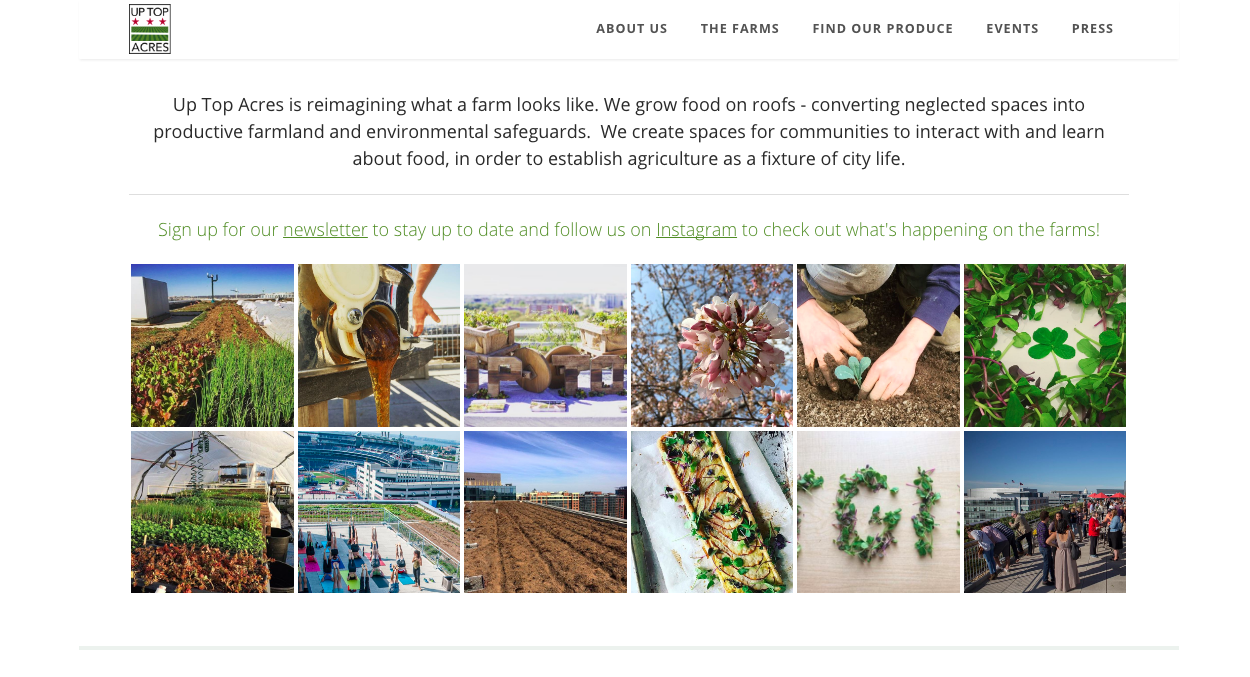 UP TOP
ACRES
ABOUT US THE FARMS FIND OUR PRODUCE EVENTS PRESS
Up Top Acres is reimagining what a farm looks like. We grow food on roofs - converting neglected spaces into
productive farmland and environmental safeguards.  We create spaces for communities to interact with and learn
about food, in order to establish agriculture as a fixture of city life.
Sign up for our newsletter to stay up to date and follow us on Instagram to check out what's happening on the farms!